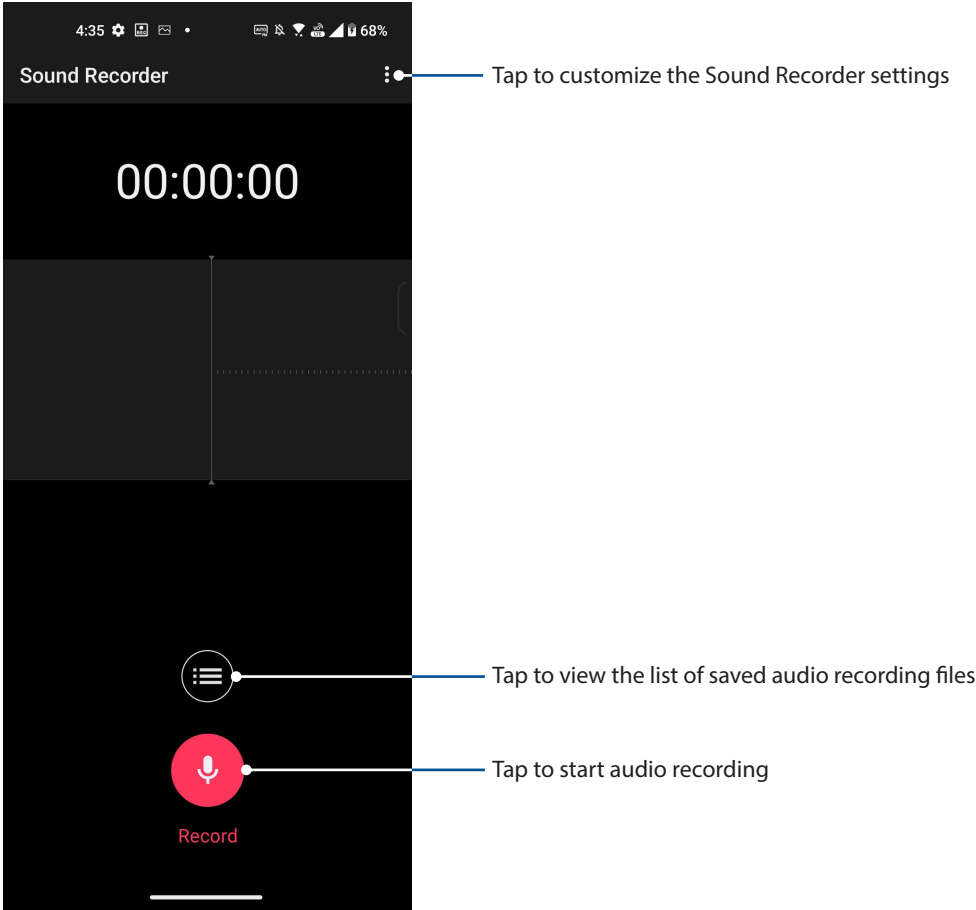 4:35
68%
Sound Recorder
Tap to customize the Sound Recorder settings
00:00:00
Tap to view the list of saved audio recording files
Tap to start audio recording
Record